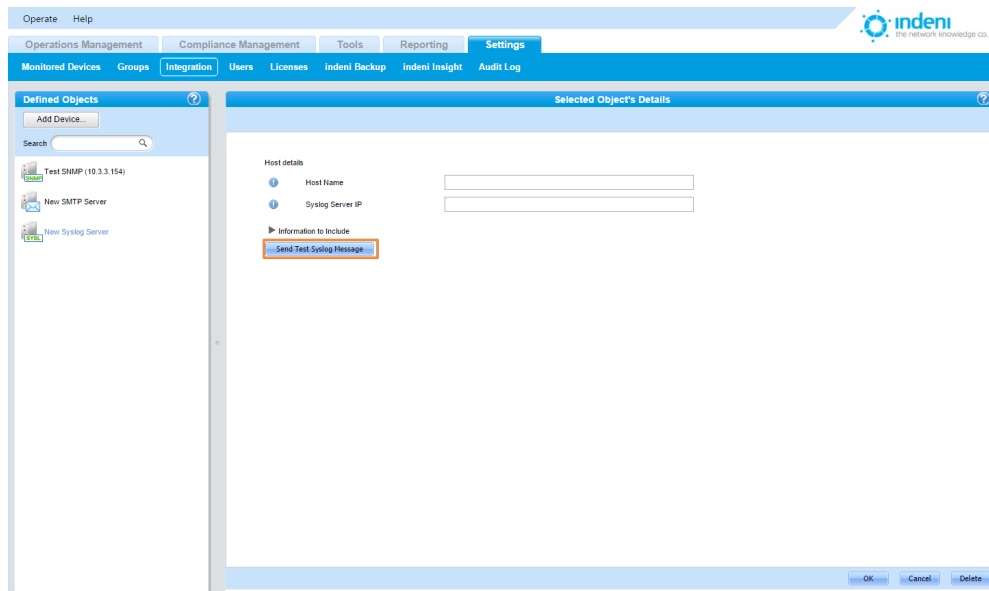 Operate Help
indeni
the network knowledge co.
Operations Management Compliance Management Tools Reporting Settings
Monitored Devices Groups Integration Users Licenses indeni Backup indeni Insight Audit Log
Defined Objects ?
Selected Object's Details ?
Add Device...
Search
Test SNMP (10.3.3.154)
SNMP
New SMTP Server
New Syslog Server
SYSL
Host details
Host Name
Syslog Server IP
Information to Include
Send Test Syslog Message
OK Cancel Delete